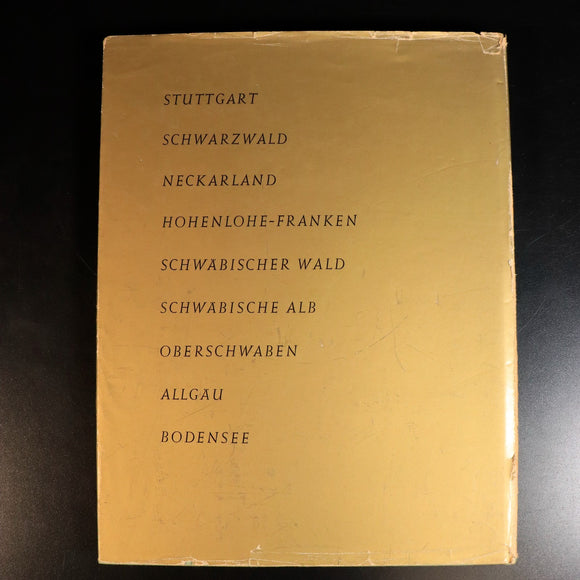 STUTTGART
SCHWARZWALD
NECKARLAND
HOHENLOHE-FRANKEN
SCHWÄBISCHER WALD
SCHWÄBISCHE ALB
OBERSCHWABEN
ALLGÄU
BODENSEE